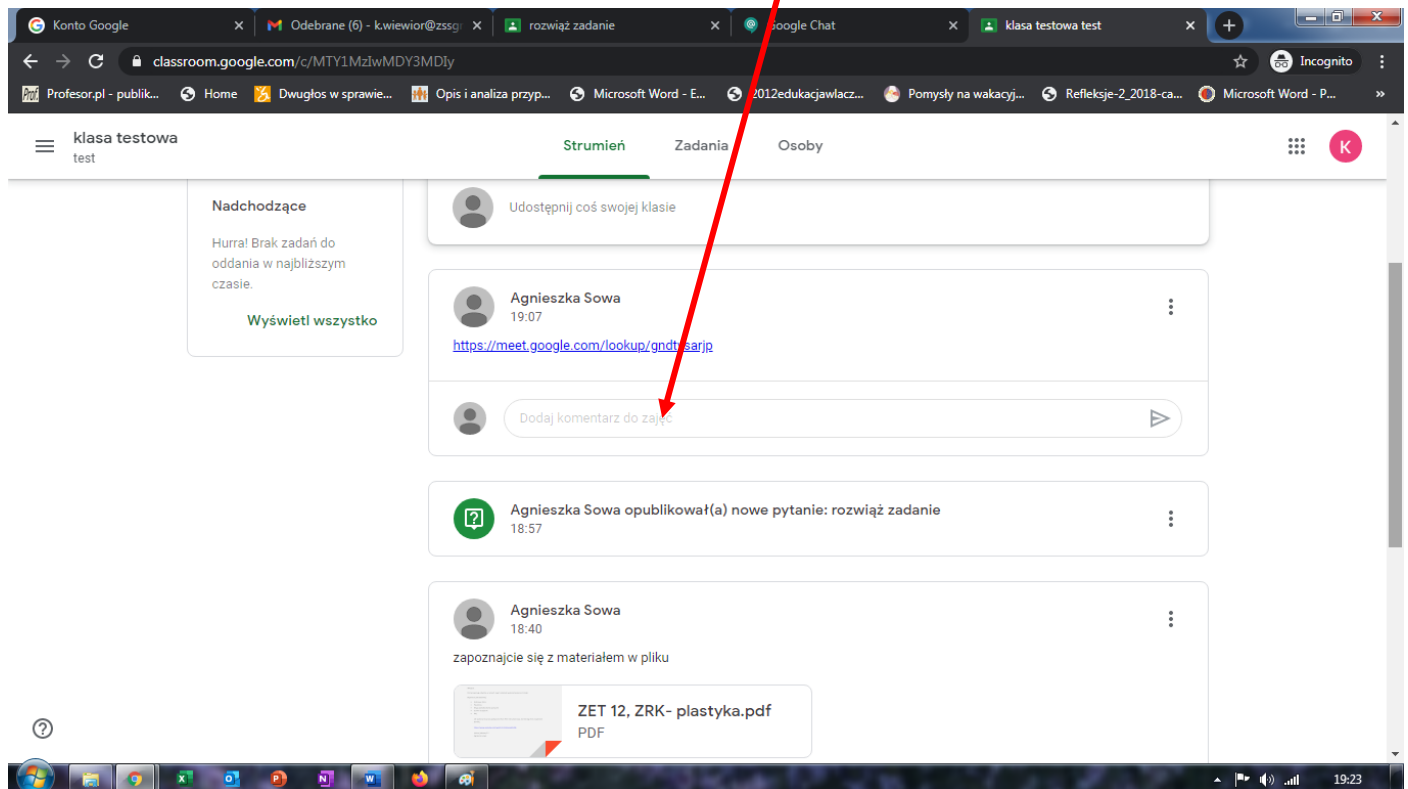 Konto Google
Odebrane (6) - k.wiewior@zssg
rozwiąż zadanie
Google Chat
klasa testowa test
classroom.google.com/c/MTY1MzIwMDY3MDIy
Incognito
Prof. Profesor.pl - publik...
Home
Dwugłos w sprawie...
Opis i analiza przyp...
Microsoft Word - E...
2012edukacjawlacz...
Pomysły na wakacyj...
Refleksje-2_2018-ca...
Microsoft Word - P...
»
klasa testowa
test
Strumień
Zadania
Osoby
K
Nadchodzące
Hurra! Brak zadań do
oddania w najbliższym
czasie.
Wyświetl wszystko
Udostępnij coś swojej klasie
Agnieszka Sowa
19:07
https://meet.google.com/lookup/gndtysarjp
Dodaj komentarz do zajęć
Agnieszka Sowa opublikował(a) nowe pytanie: rozwiąż zadanie
18:57
Agnieszka Sowa
18:40
zapoznajcie się z materiałem w pliku
ZET 12, ZRK- plastyka.pdf
PDF
19:23